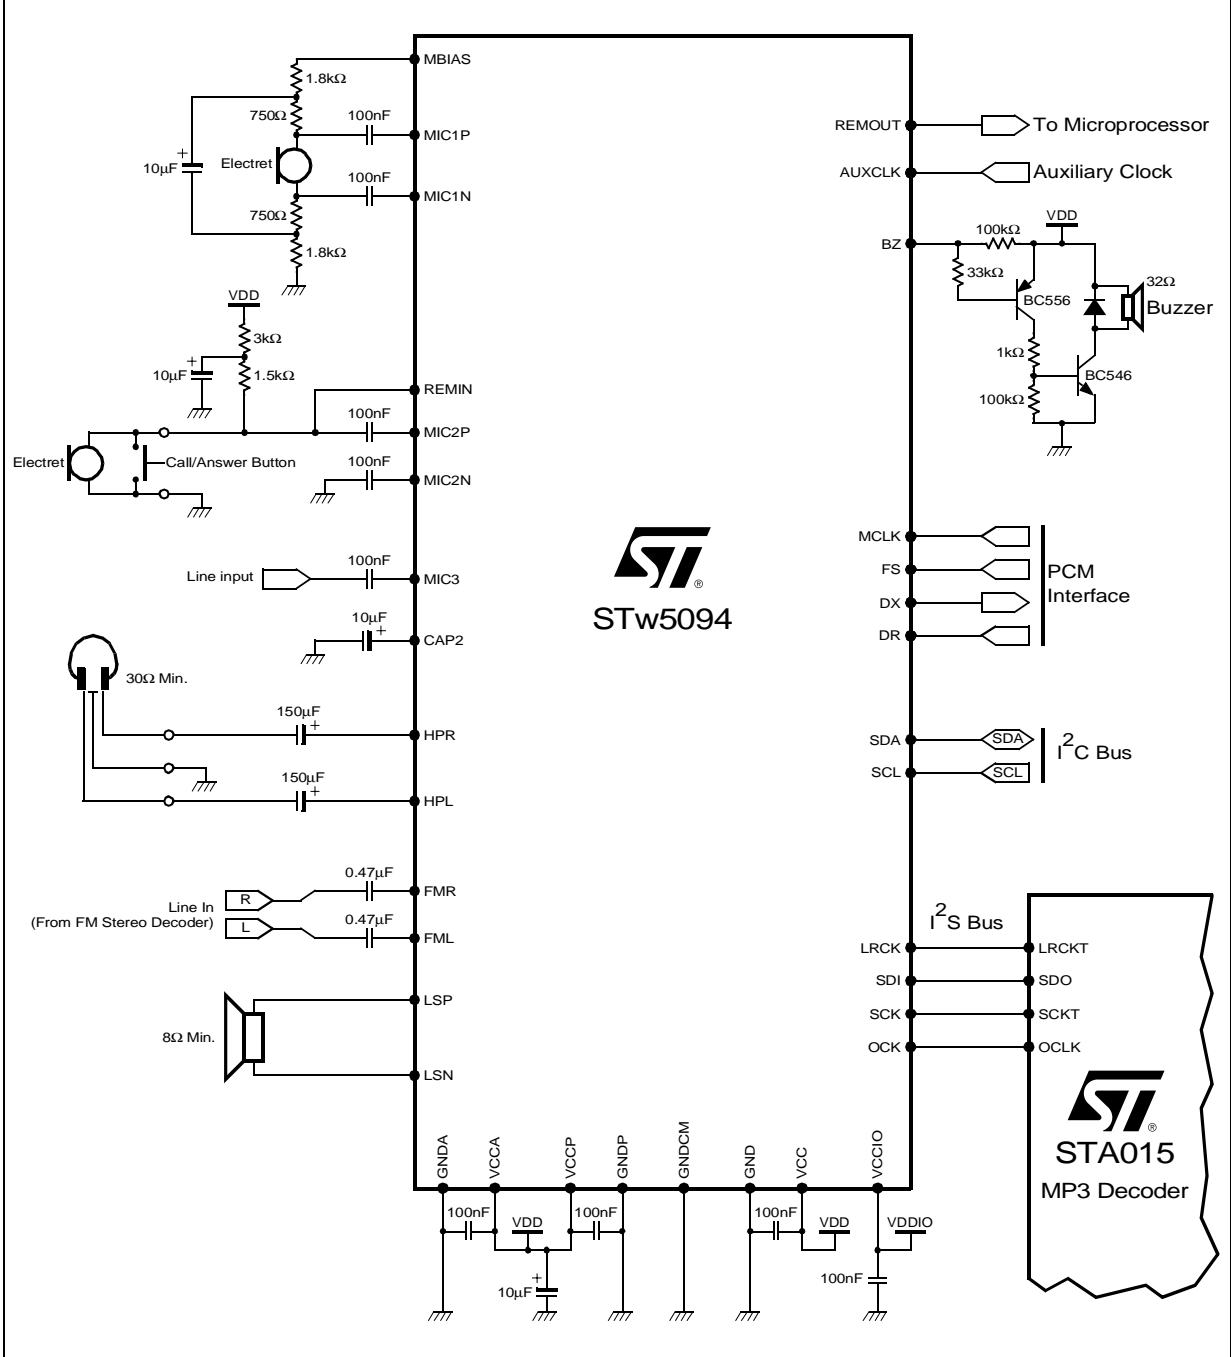 MBIAS
1.8kΩ
750Ω
100nF
MIC1P
+
10µF
Electret
100nF
MIC1N
750Ω
1.8kΩ
VDD
3kΩ
+
10µF
1.5kΩ
REMIN
100nF
MIC2P
Electret
Call/Answer Button
100nF
MIC2N
100nF
Line input
MIC3
10µF
+
CAP2
30Ω Min.
150µF
+
HPR
150µF
+
HPL
0.47µF
R
FMR
Line In
(From FM Stereo Decoder)
0.47µF
L
FML
LSP
8Ω Min.
LSN
ST
®
STw5094
REMOUT
To Microprocessor
AUXCLK
Auxiliary Clock
VDD
100kΩ
BZ
33kΩ
BC556
32Ω
Buzzer
1kΩ
BC546
100kΩ
MCLK
FS
DX
DR
PCM
Interface
SDA
SDA
SCL
SCL
I2C Bus
I2S Bus
LRCK
LRCKT
SDI
SDO
SCK
SCKT
OCK
OCLK
ST
®
STA015
MP3 Decoder
GNDA
VCCA
VCCP
GNDP
GNDCM
GND
VCC
VCCIO
100nF
VDD
100nF
100nF
VDD
VDDIO
+
10µF
100nF